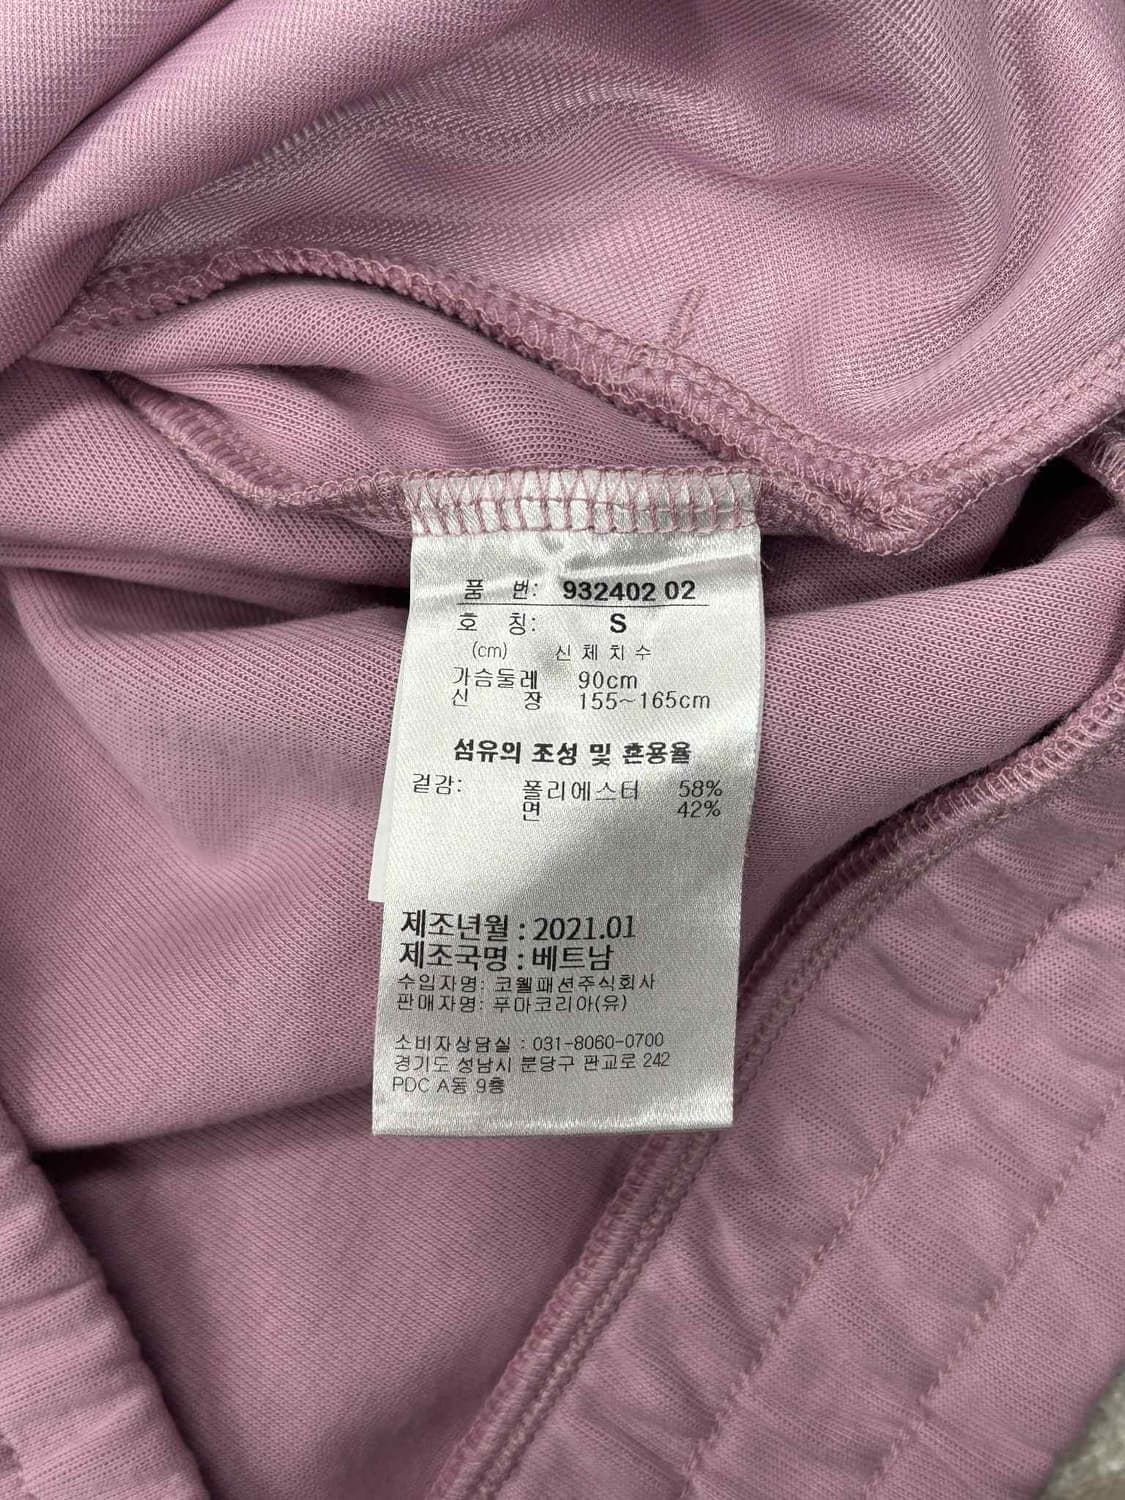 품 번: 932402 02
호 칭: S
(cm) 신 체 치 수
가슴둘레 90cm
신 장 155~165cm
섬유의 조성 및 혼용율
겉감: 폴리에스터 58%
면 42%
제조년월 : 2021.01
제조국명 : 베트남
수입자명: 코웰패션주식회사
판매자명: 푸마코리아(유)
소비자상담실 : 031-8060-0700
경기도 성남시 분당구 판교로 242
PDC A동 9층